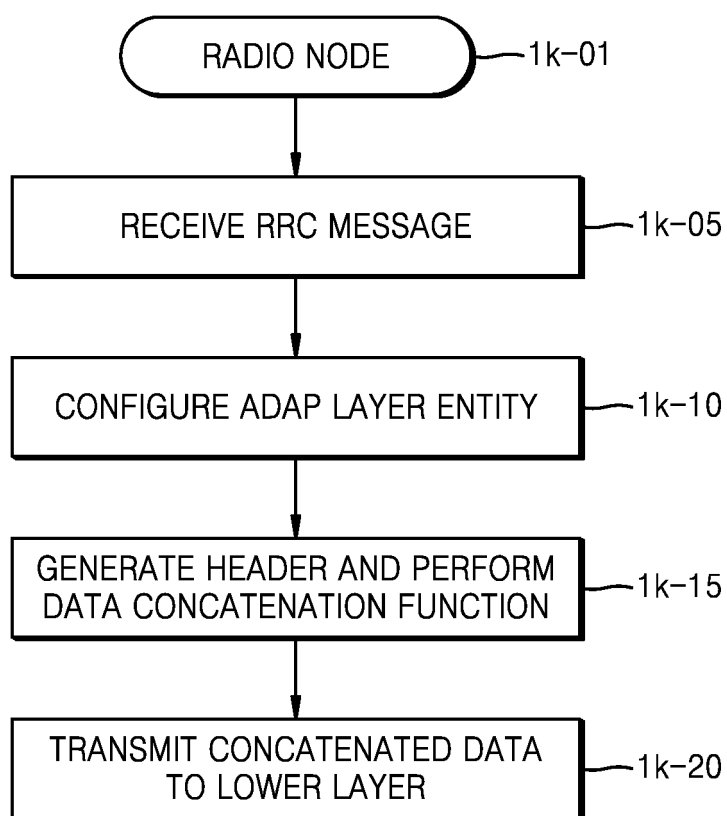 RADIO NODE
1k-01
RECEIVE RRC MESSAGE
1k-05
CONFIGURE ADAP LAYER ENTITY
1k-10
GENERATE HEADER AND PERFORM
DATA CONCATENATION FUNCTION
1k-15
TRANSMIT CONCATENATED DATA
TO LOWER LAYER
1k-20